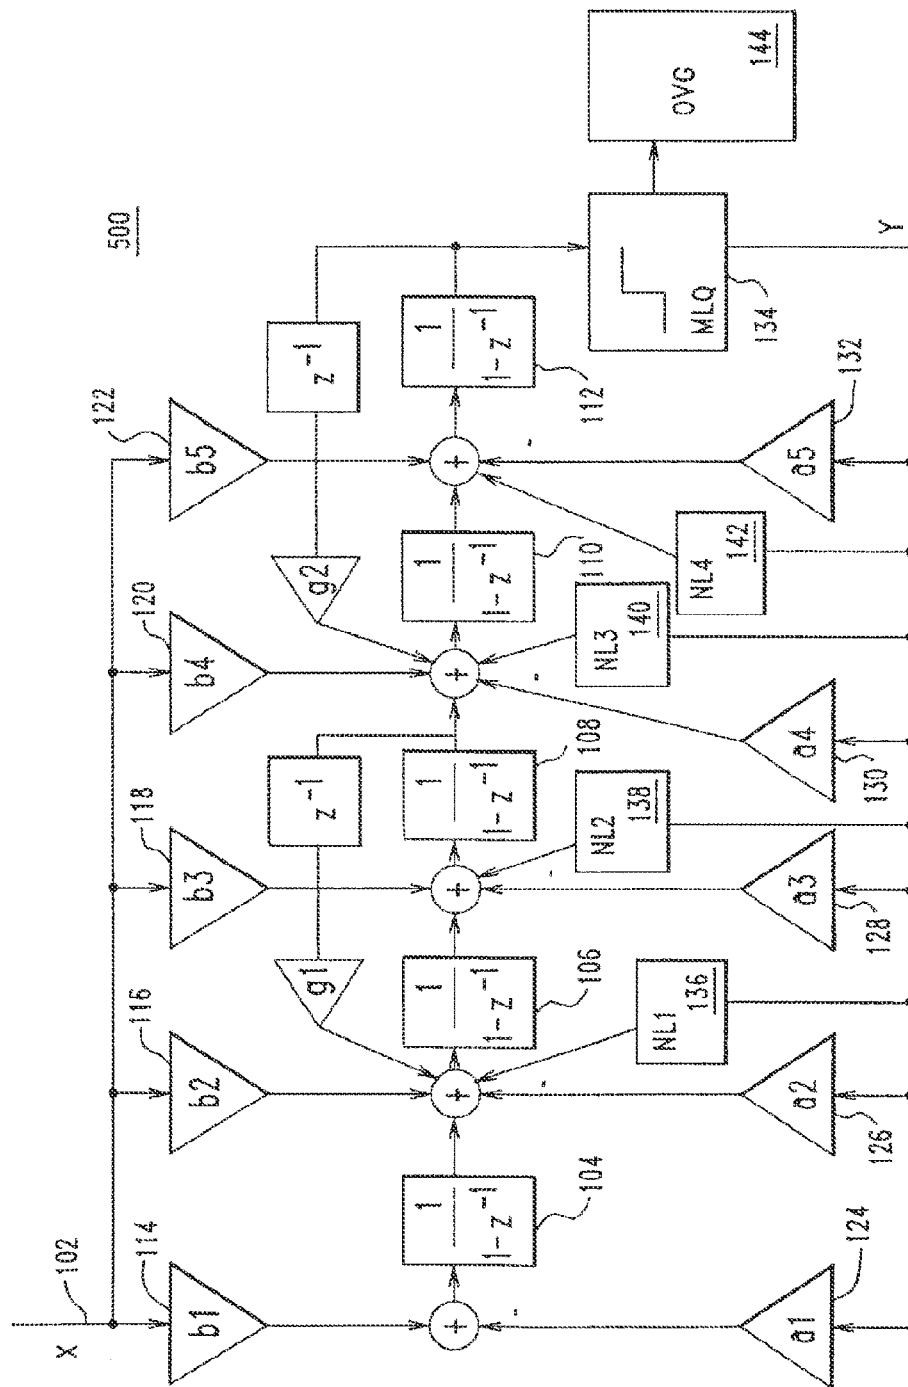 500
X
102
114
b1
116
b2
118
b3
120
b4
122
b5
g1
z⁻¹
g2
z⁻¹
+
1
1-z⁻¹
104
+
1
1-z⁻¹
106
+
1
1-z⁻¹
108
+
1
1-z⁻¹
110
+
1
1-z⁻¹
112
MLQ
134
OVG
144
NL1
136
NL2
138
NL3
140
NL4
142
a1
124
a2
126
a3
128
a4
130
a5
132
Y